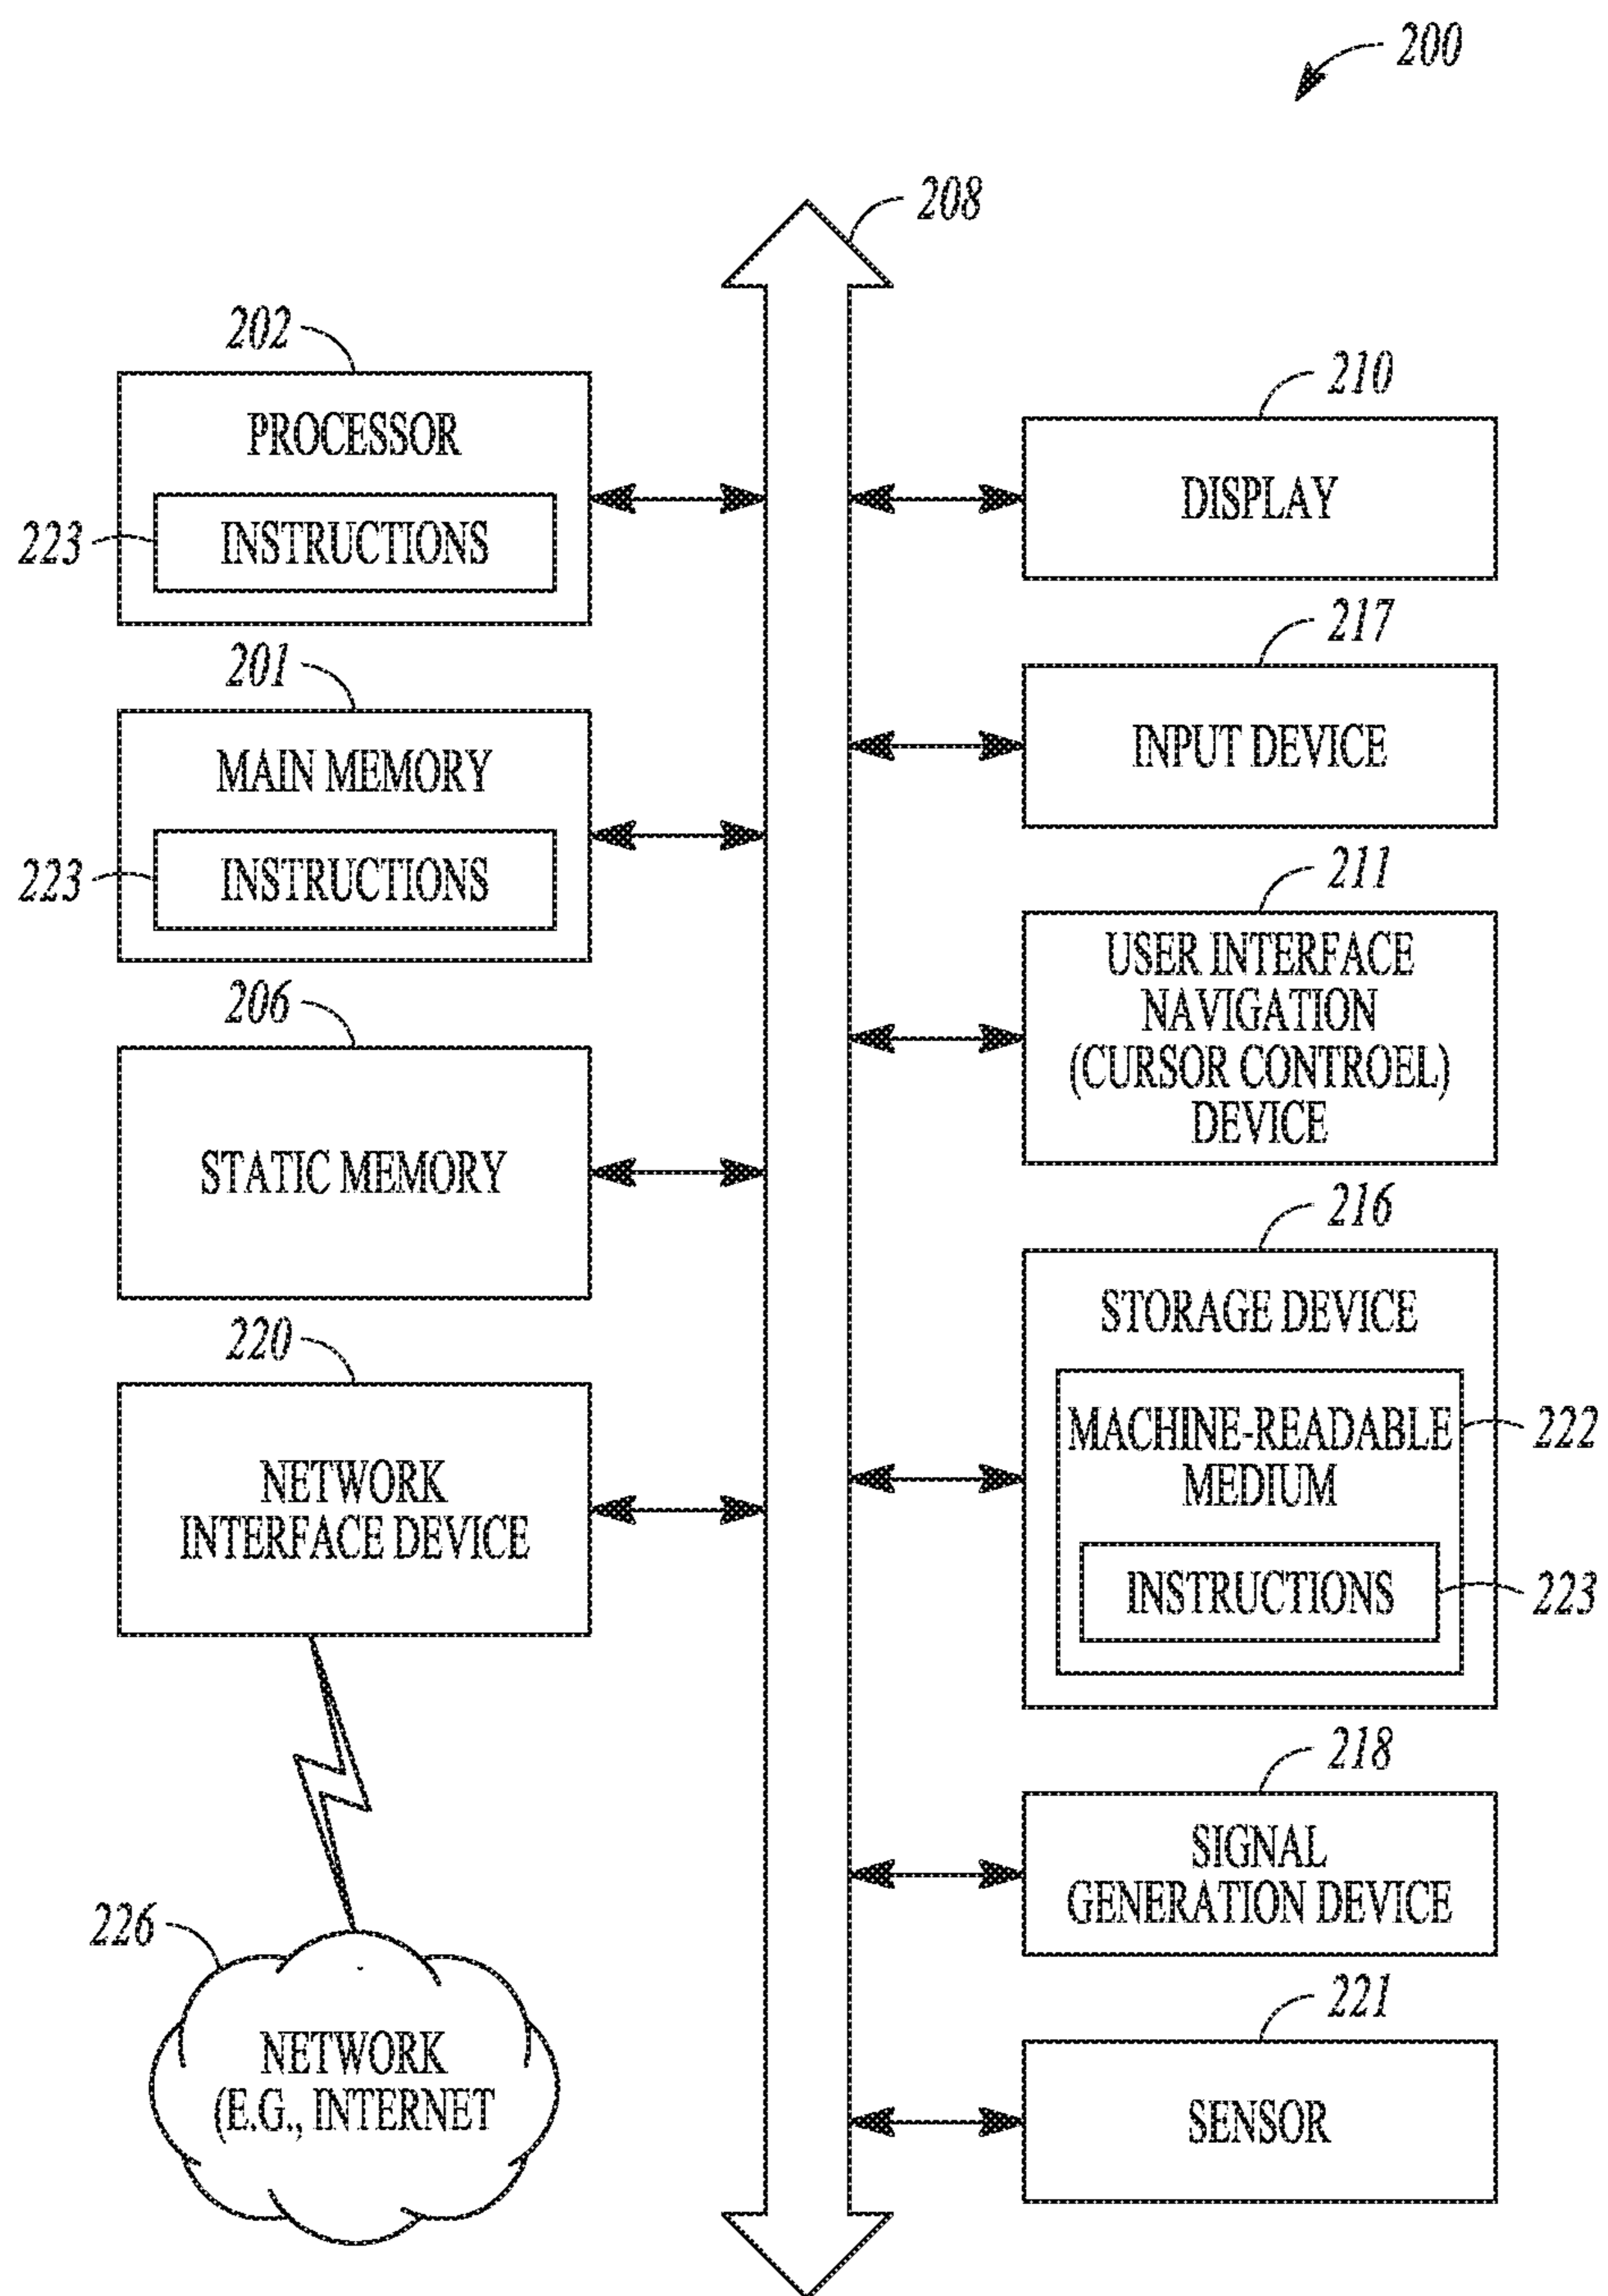 200
208
202
PROCESSOR
223
INSTRUCTIONS
201
MAIN MEMORY
223
INSTRUCTIONS
206
STATIC MEMORY
220
NETWORK
INTERFACE DEVICE
226
NETWORK
(E.G., INTERNET
210
DISPLAY
217
INPUT DEVICE
211
USER INTERFACE
NAVIGATION
(CURSOR CONTROEL)
DEVICE
216
STORAGE DEVICE
MACHINE-READABLE
MEDIUM
222
INSTRUCTIONS
223
218
SIGNAL
GENERATION DEVICE
221
SENSOR